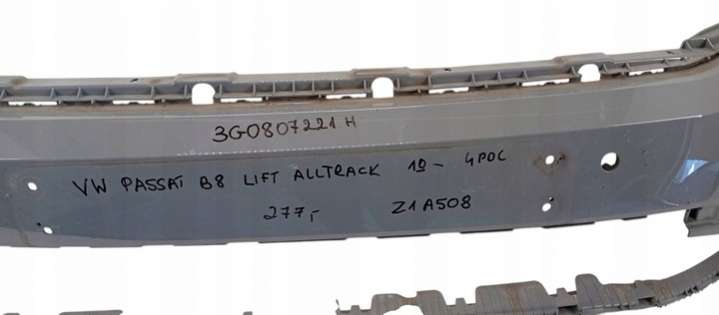 3G0807221 H
VW PASSAT B8 LIFT ALLTRACK 19- 4PDC
277,- Z1A508